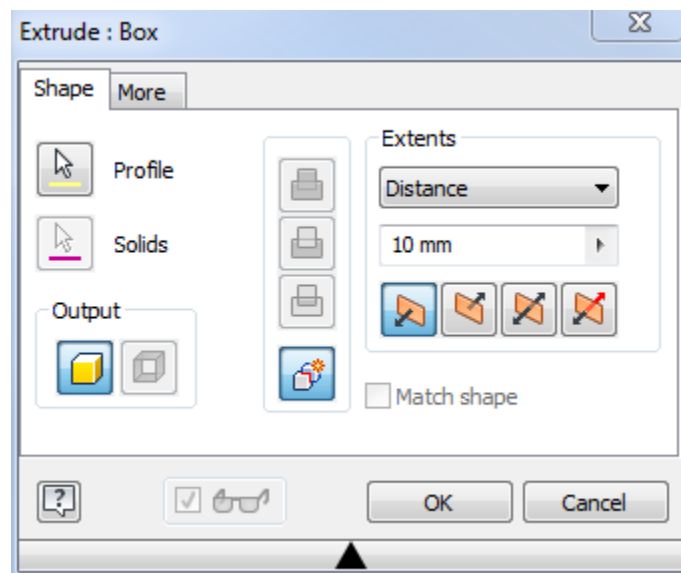 Extrude : Box
Shape
More
Profile
Solids
Output
Extents
Distance
10 mm
Match shape
?
OK
Cancel